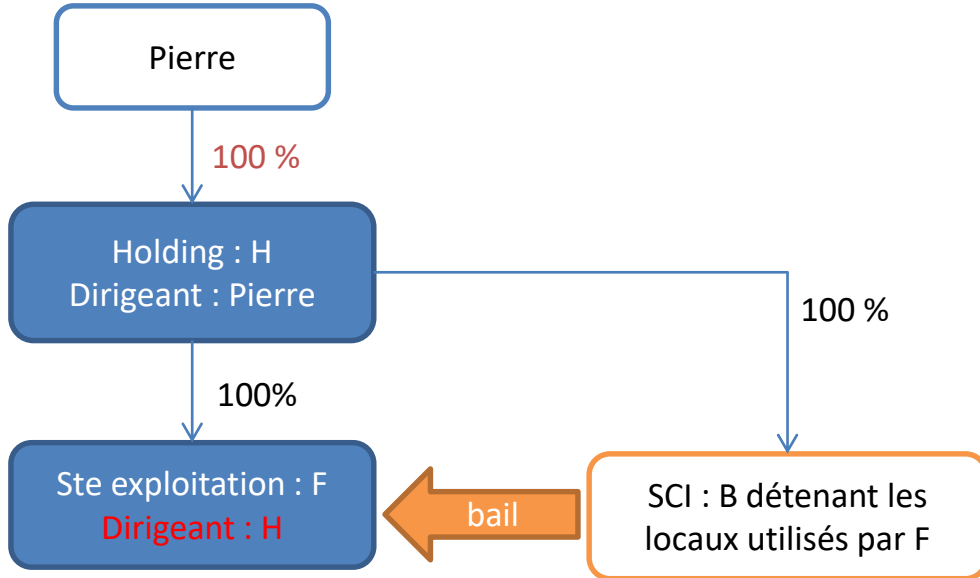 Pierre
100 %
Holding : H
Dirigeant : Pierre
100 %
100%
Ste exploitation : F
Dirigeant : H
bail
SCI : B détenant les
locaux utilisés par F